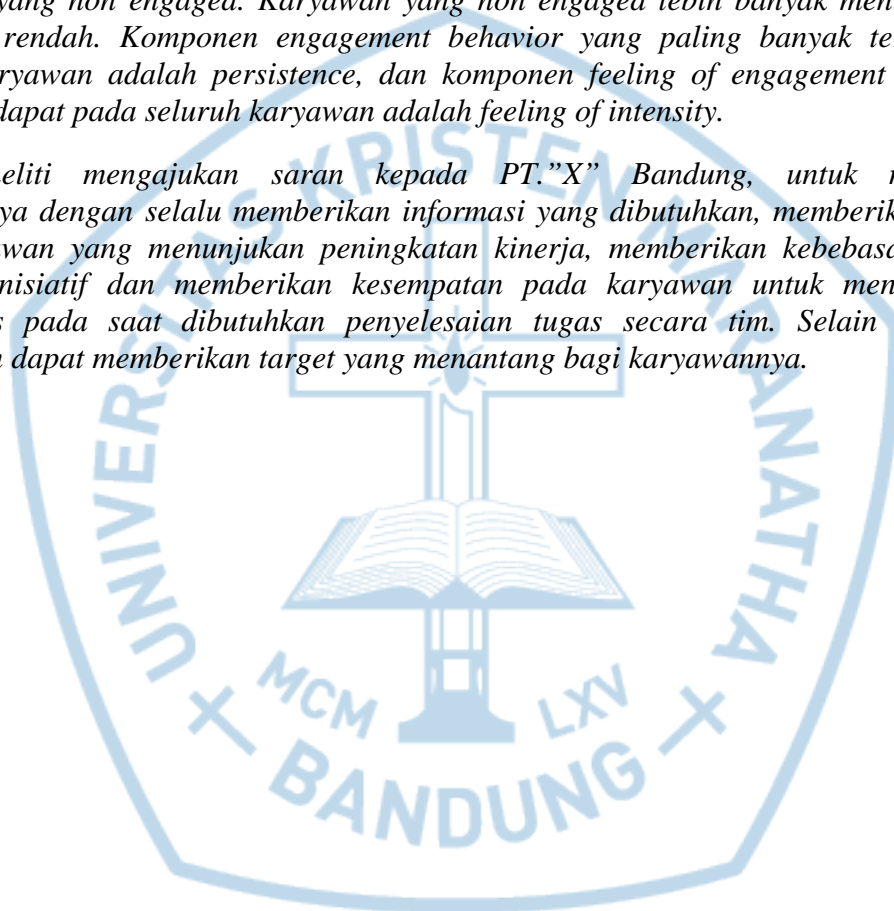 yang non engaged. Karyawan yang non engaged lebih banyak men
rendah. Komponen engagement behavior yang paling banyak te
ryawan adalah persistence, dan komponen feeling of engagement
dapat pada seluruh karyawan adalah feeling of intensity.
eliti mengajukan saran kepada PT.”X” Bandung, untuk
ya dengan selalu memberikan informasi yang dibutuhkan, memberik
wan yang menunjukan peningkatan kinerja, memberikan kebebasa
nisiatif dan memberikan kesempatan pada karyawan untuk men
s pada saat dibutuhkan penyelesaian tugas secara tim. Selain
n dapat memberikan target yang menantang bagi karyawannya.
UNIVERSITAS KRISTEN MARANATHA
MCM LXV
BANDUNG